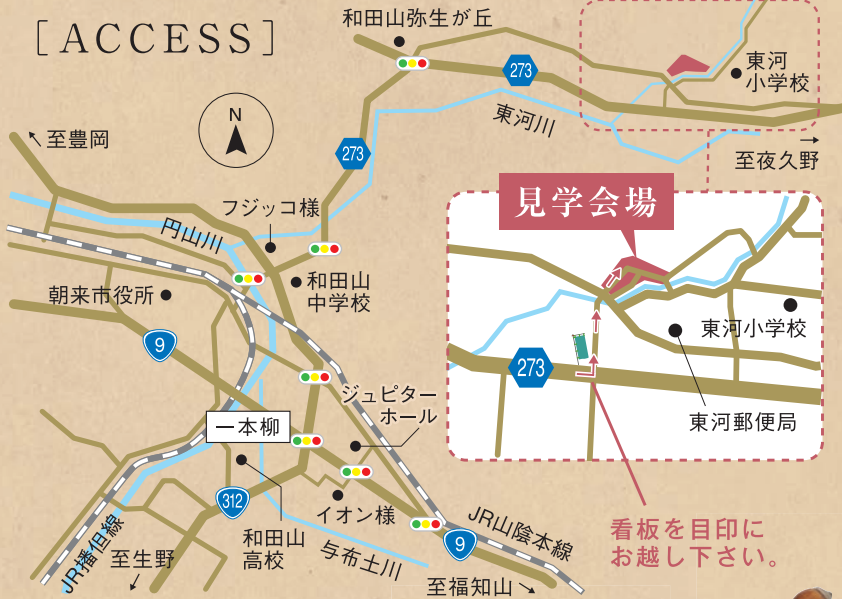 [ACCESS]
和田山弥生が丘
273
東河
小学校
N
至豊岡
273
東河川
至夜久野
フジッコ様
円山川
見学会場
和田山
中学校
朝来市役所
9
東河小学校
273
東河郵便局
ジュピター
ホール
一本柳
312
イオン様
和田山
高校
JR播但線
至生野
与布土川
JR山陰本線
9
至福知山
看板を目印に
お越し下さい。